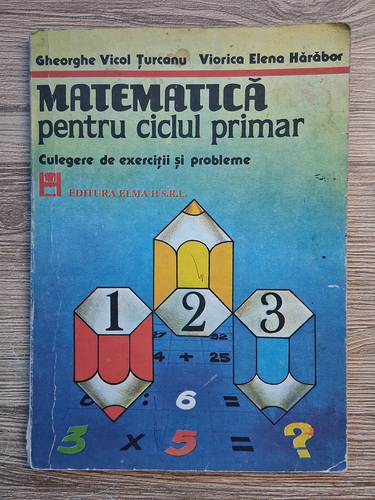 Gheorghe Vicol Țurcanu Viorica Elena Hărăbor
MATEMATICĂ
pentru ciclul primar
Culegere de exerciții și probleme
EDITURA ELMA H S.R.L.
1 2 3
4 + 25
: 6 =
3 x 5 = ?